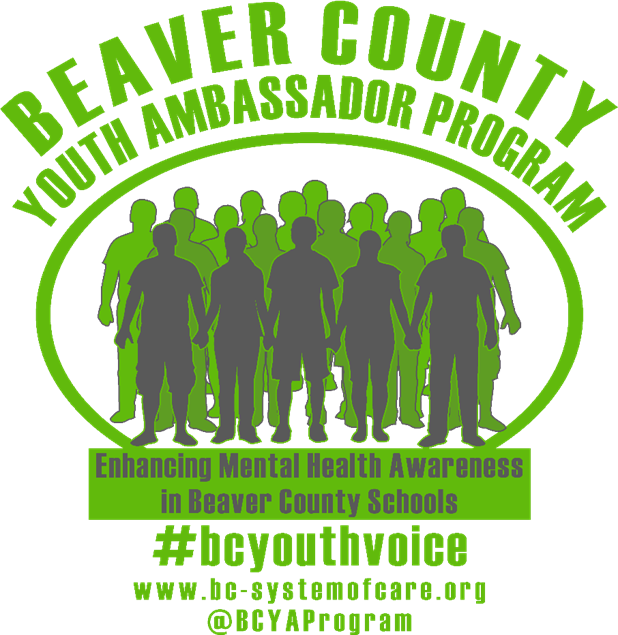 BEAVER COUNTY
YOUTH AMBASSADOR PROGRAM
Enhancing Mental Health Awareness
in Beaver County Schools
#bcyouthvoice
www.bc-systemofcare.org
@BCYAProgram